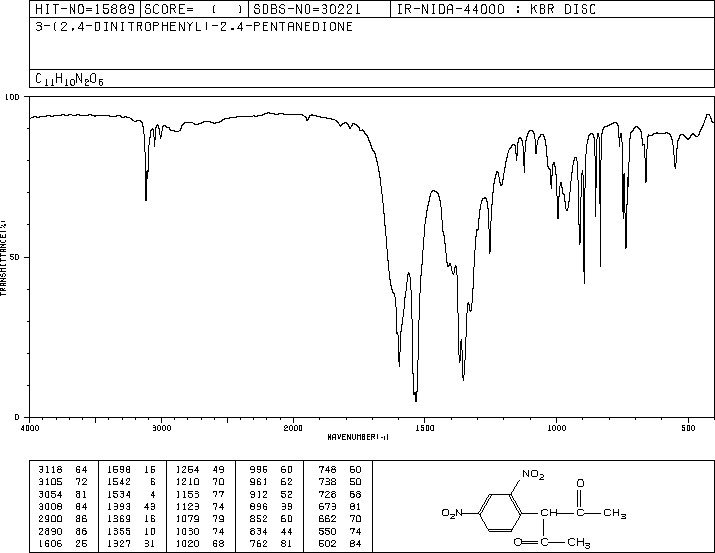 HIT-NO=15889 SCORE= ( ) SDBS-NO=30221 IR-NIDA-44000 : KBR DISC
3-(2,4-DINITROPHENYL)-2,4-PENTANEDIONE
C11H10N2O6
100
50
0
TRANSMITTANCE(%)
4000 3000 2000 1500 1000 500
WAVENUMBER(-1)
3118 64 1598 16 1254 49 996 60 748 60
3105 72 1542 6 1210 70 961 62 738 50
3054 81 1534 4 1153 77 912 52 728 68
3008 84 1393 43 1123 74 896 39 673 81
2900 86 1369 16 1079 79 852 60 662 70
2890 86 1355 10 1030 74 834 44 550 74
1606 25 1327 31 1020 68 762 81 502 84
NO2
O
O2N CH CH3
O C CH3